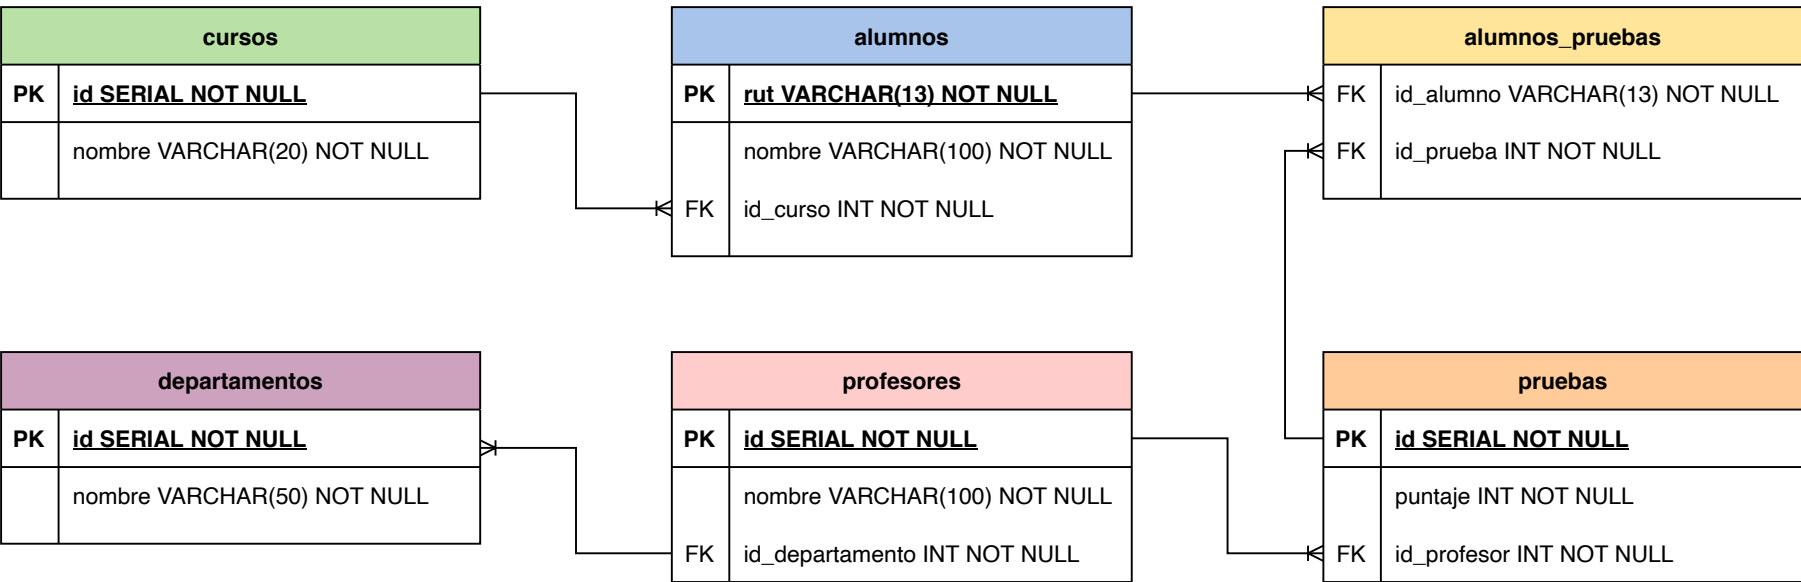 cursos
PK id SERIAL NOT NULL
nombre VARCHAR(20) NOT NULL
alumnos
PK rut VARCHAR(13) NOT NULL
nombre VARCHAR(100) NOT NULL
FK id_curso INT NOT NULL
alumnos_pruebas
FK id_alumno VARCHAR(13) NOT NULL
FK id_prueba INT NOT NULL
departamentos
PK id SERIAL NOT NULL
nombre VARCHAR(50) NOT NULL
profesores
PK id SERIAL NOT NULL
nombre VARCHAR(100) NOT NULL
FK id_departamento INT NOT NULL
pruebas
PK id SERIAL NOT NULL
puntaje INT NOT NULL
FK id_profesor INT NOT NULL